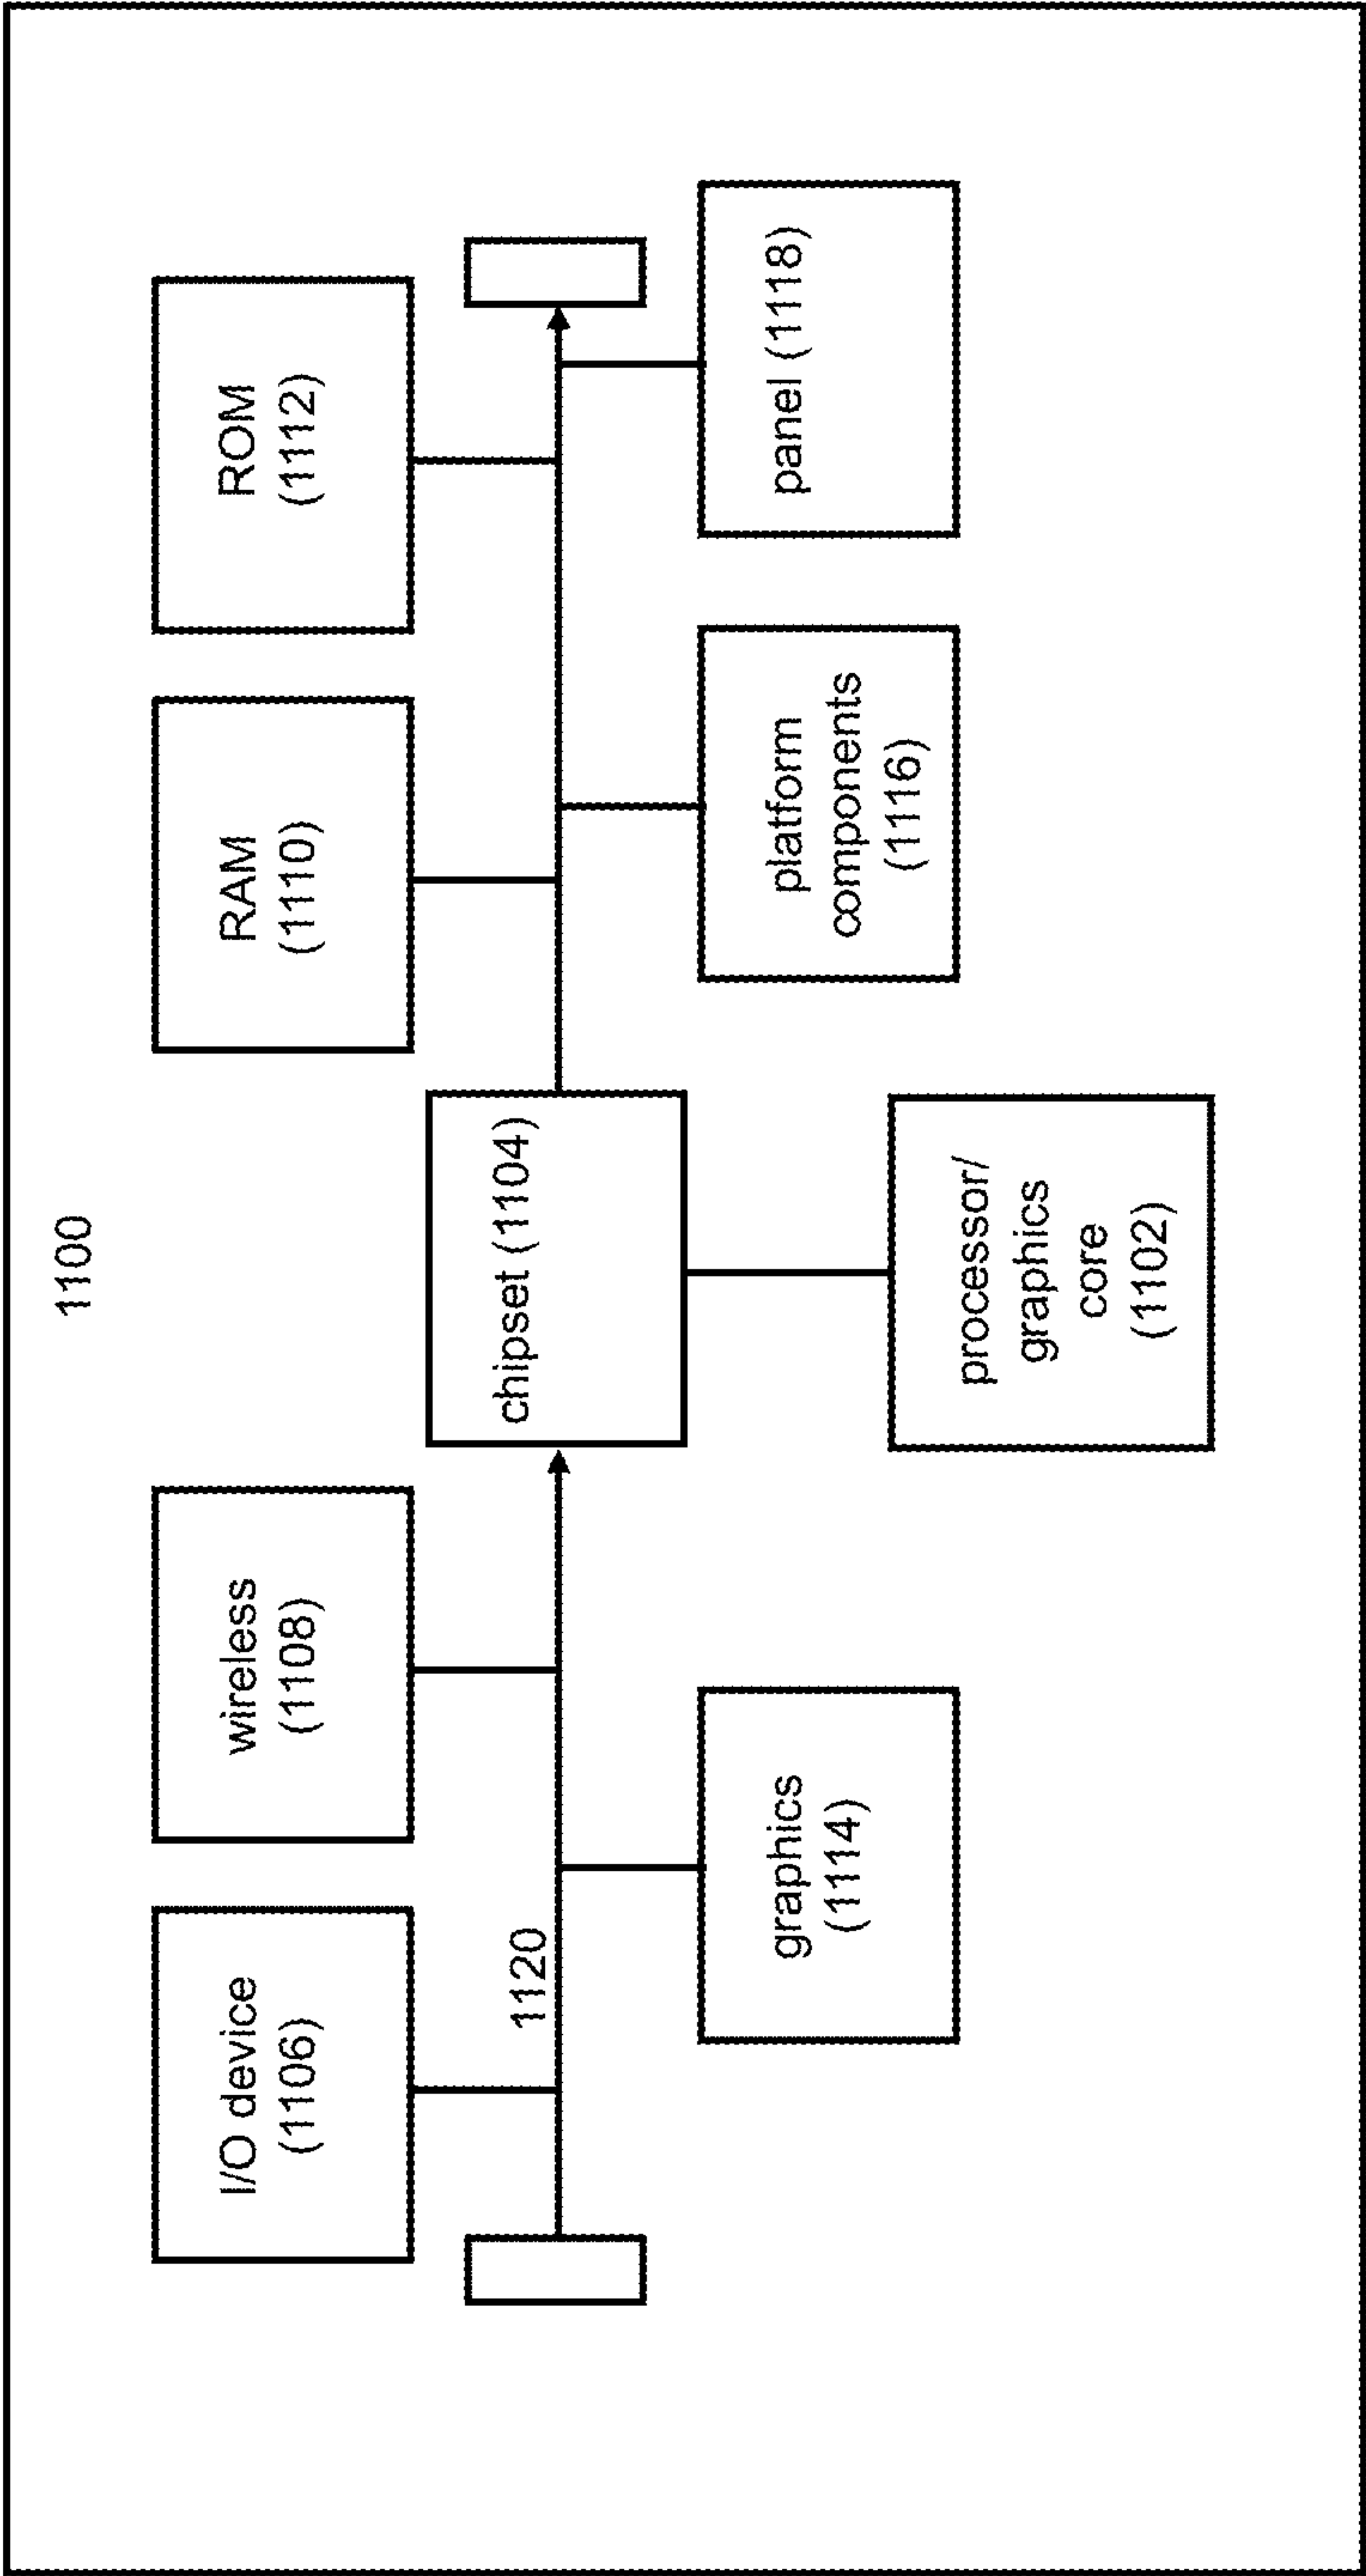 1100
I/O device
(1106)
wireless
(1108)
RAM
(1110)
ROM
(1112)
1120
chipset (1104)
graphics
(1114)
platform
components
(1116)
panel (1118)
processor/
graphics
core
(1102)